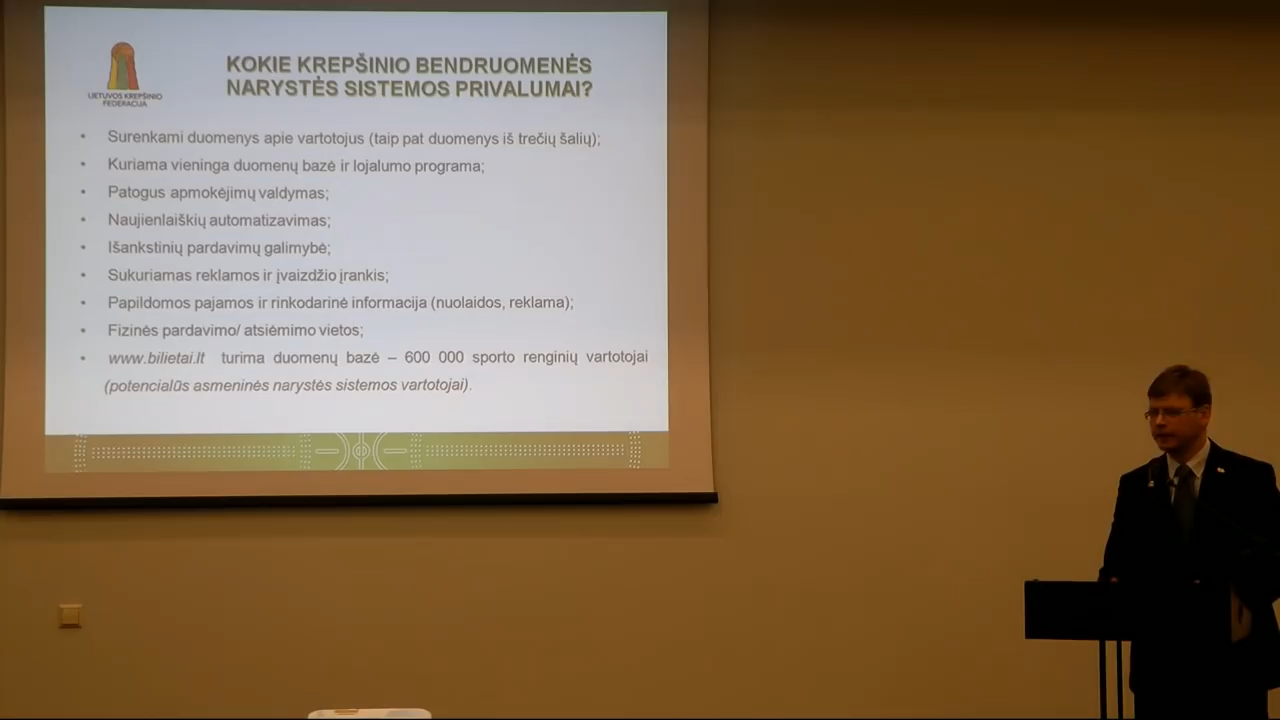 LIETUVOS KREPŠINIO
FEDERACIJA
KOKIE KREPŠINIO BENDRUOMENĖS
NARYSTĖS SISTEMOS PRIVALUMAI?
• Surenkami duomenys apie vartotojus (taip pat duomenys iš trečių šalių);
• Kuriama vieninga duomenų bazė ir lojalumo programa;
• Patogus apmokėjimų valdymas;
• Naujienlaiškių automatizavimas;
• Išankstinių pardavimų galimybė;
• Sukuriamas reklamos ir įvaizdžio įrankis;
• Papildomos pajamos ir rinkodarinė informacija (nuolaidos, reklama);
• Fizinės pardavimo/ atsiėmimo vietos;
• www.bilietai.lt turima duomenų bazė – 600 000 sporto renginių vartotojai
(potencialūs asmeninės narystės sistemos vartotojai).